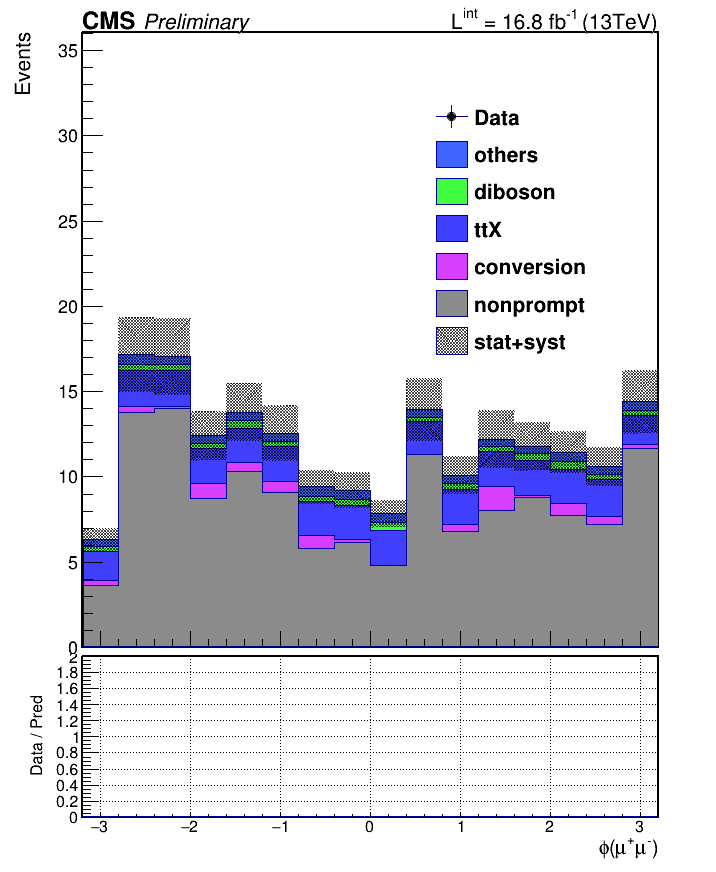 CMS Preliminary L^int = 16.8 fb^-1 (13TeV)
Events
35
30
25
20
15
10
5
0
Data
others
diboson
ttX
conversion
nonprompt
stat+syst
Data / Pred
2
1.8
1.6
1.4
1.2
1
0.8
0.6
0.4
0.2
0
−3 −2 −1 0 1 2 3
ϕ(μ⁺μ⁻)